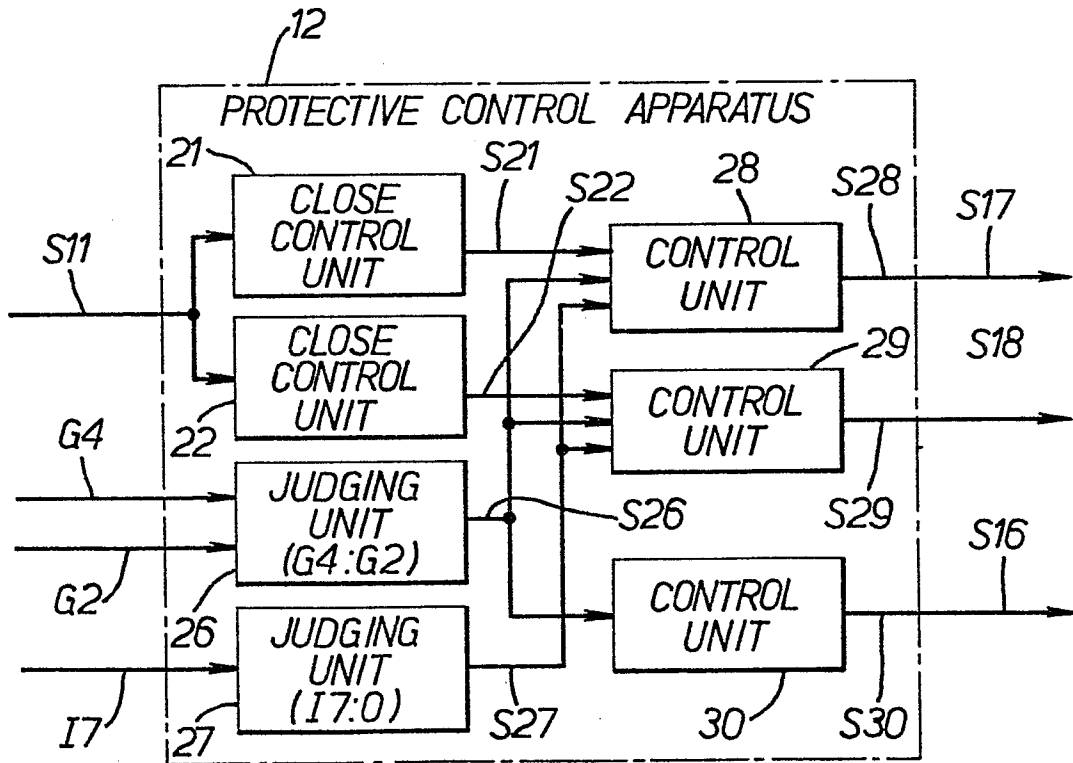 12
PROTECTIVE CONTROL APPARATUS
21
S21
S22
28
S28
S17
CLOSE
CONTROL
UNIT
CONTROL
UNIT
S11
CLOSE
CONTROL
UNIT
22
29
S18
CONTROL
UNIT
S29
G4
G2
JUDGING
UNIT
(G4:G2)
26
S26
S16
CONTROL
UNIT
30
S30
I7
JUDGING
UNIT
(I7:0)
27
S27